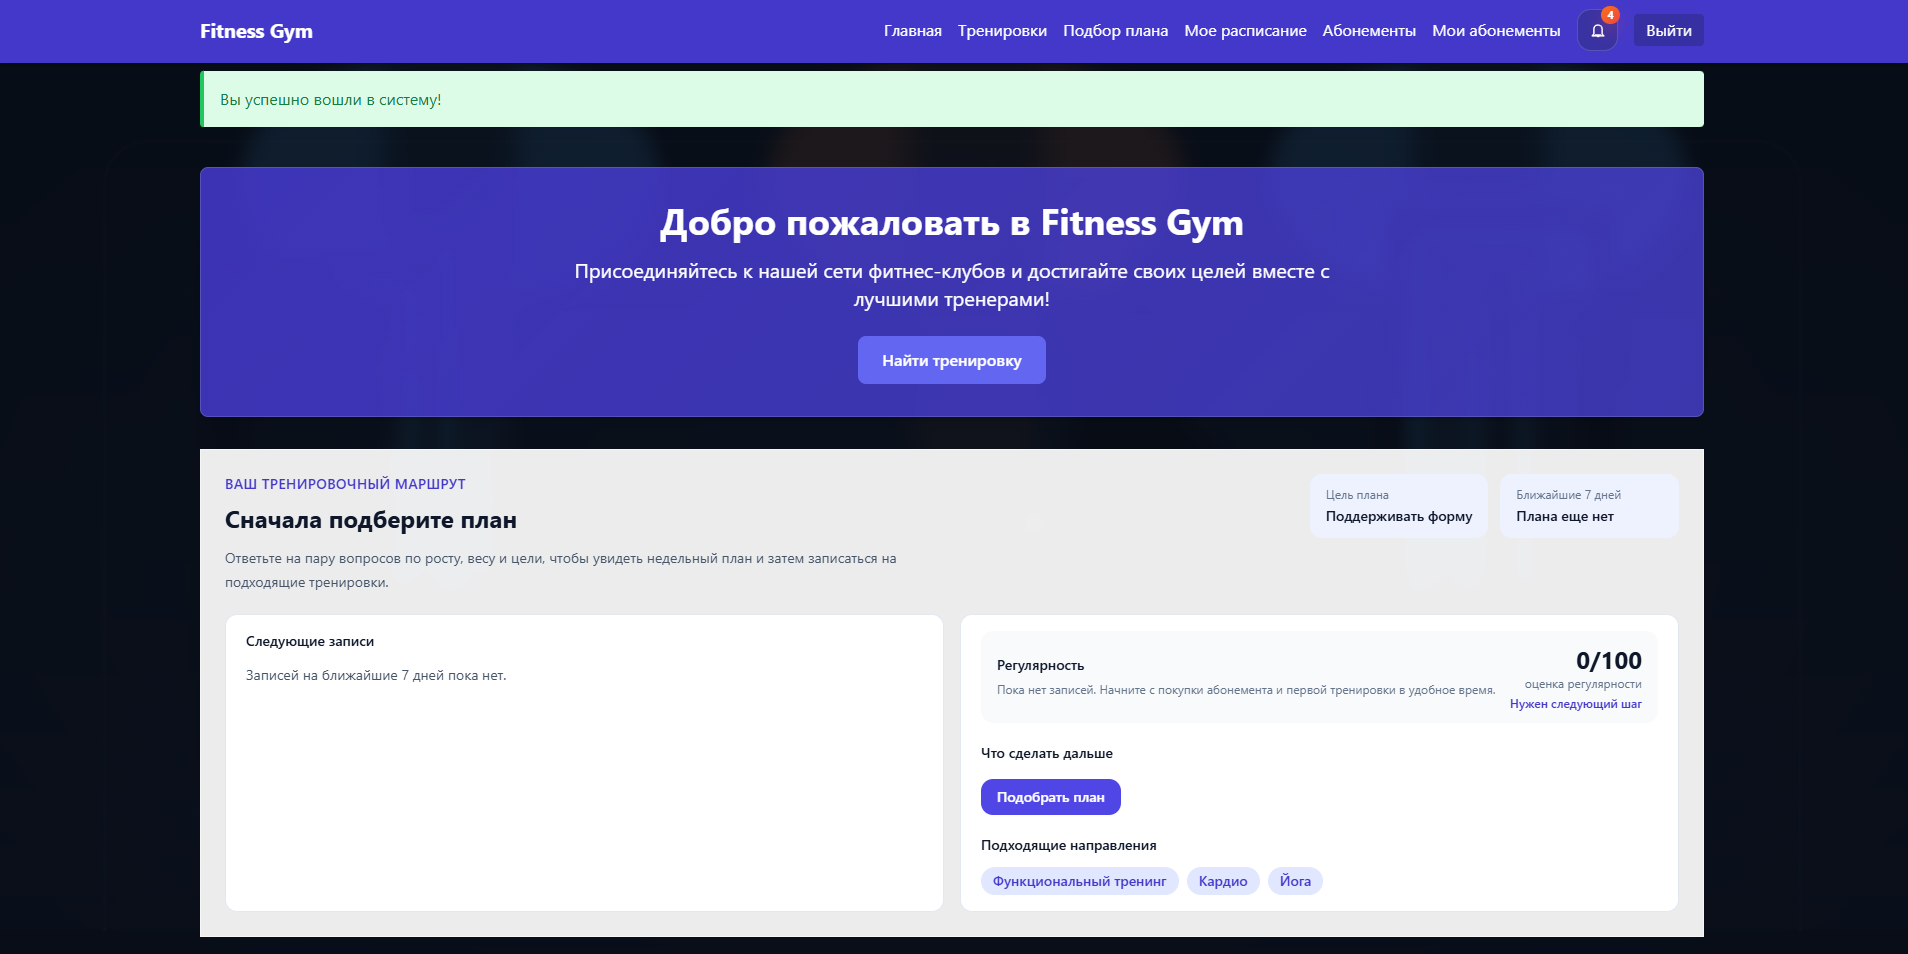 Fitness Gym
Главная
Тренировки
Подбор плана
Мое расписание
Абонементы
Мои абонементы
4
Выйти
Вы успешно вошли в систему!
Добро пожаловать в Fitness Gym
Присоединяйтесь к нашей сети фитнес-клубов и достигайте своих целей вместе с
лучшими тренерами!
Найти тренировку
ВАШ ТРЕНИРОВОЧНЫЙ МАРШРУТ
Сначала подберите план
Ответьте на пару вопросов по росту, весу и цели, чтобы увидеть недельный план и затем записаться на
подходящие тренировки.
Цель плана
Поддерживать форму
Ближайшие 7 дней
Плана еще нет
Следующие записи
Записей на ближайшие 7 дней пока нет.
Регулярность
Пока нет записей. Начните с покупки абонемента и первой тренировки в удобное время.
0/100
оценка регулярности
Нужен следующий шаг
Что сделать дальше
Подобрать план
Подходящие направления
Функциональный тренинг
Кардио
Йога